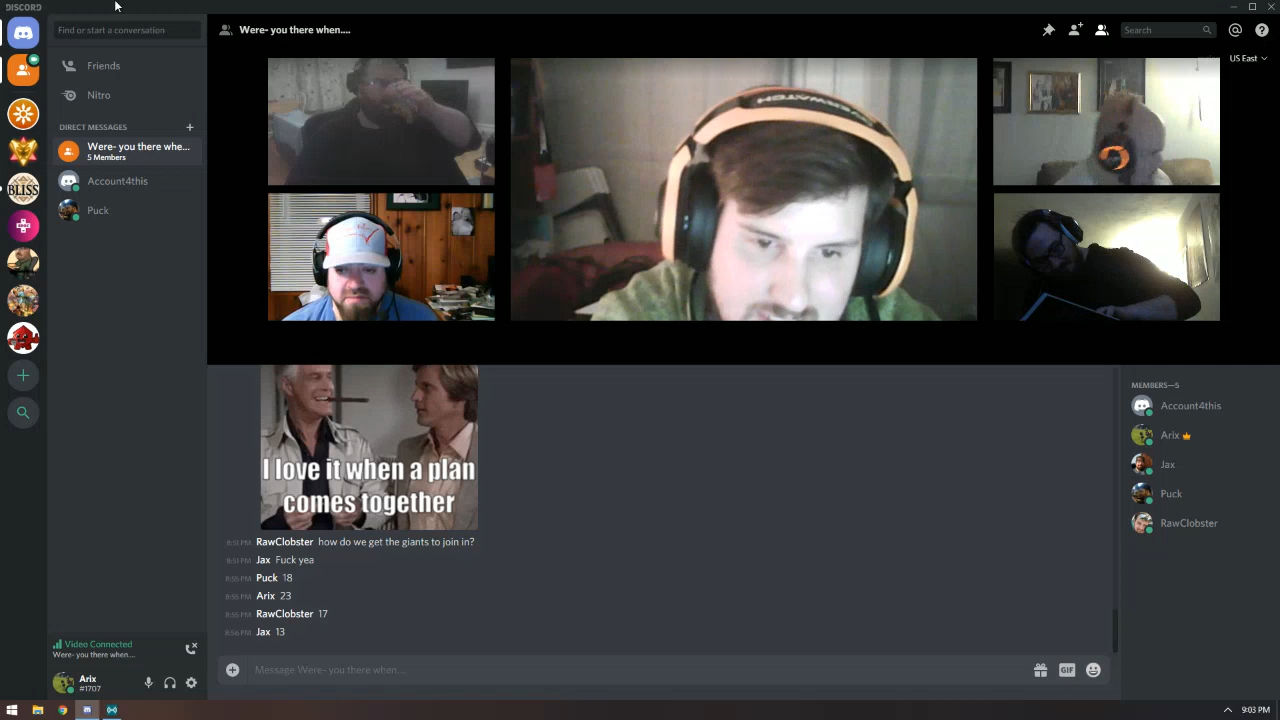 DISCORD
Find or start a conversation
Friends
Nitro
DIRECT MESSAGES
Were- you there whe...
5 Members
BLISS
Account4this
Puck
Video Connected
Were- you there when....
Arix
#1707
Were- you there when....
Search
US East
OVERWATCH
I love it when a plan
comes together
8:51 PM RawClobster how do we get the giants to join in?
8:51 PM Jax Fuck yea
8:55 PM Puck 18
8:55 PM Arix 23
8:55 PM RawClobster 17
8:56 PM Jax 13
Message Were- you there when....
GIF
MEMBERS—5
Account4this
Arix
Jax
Puck
RawClobster
9:03 PM